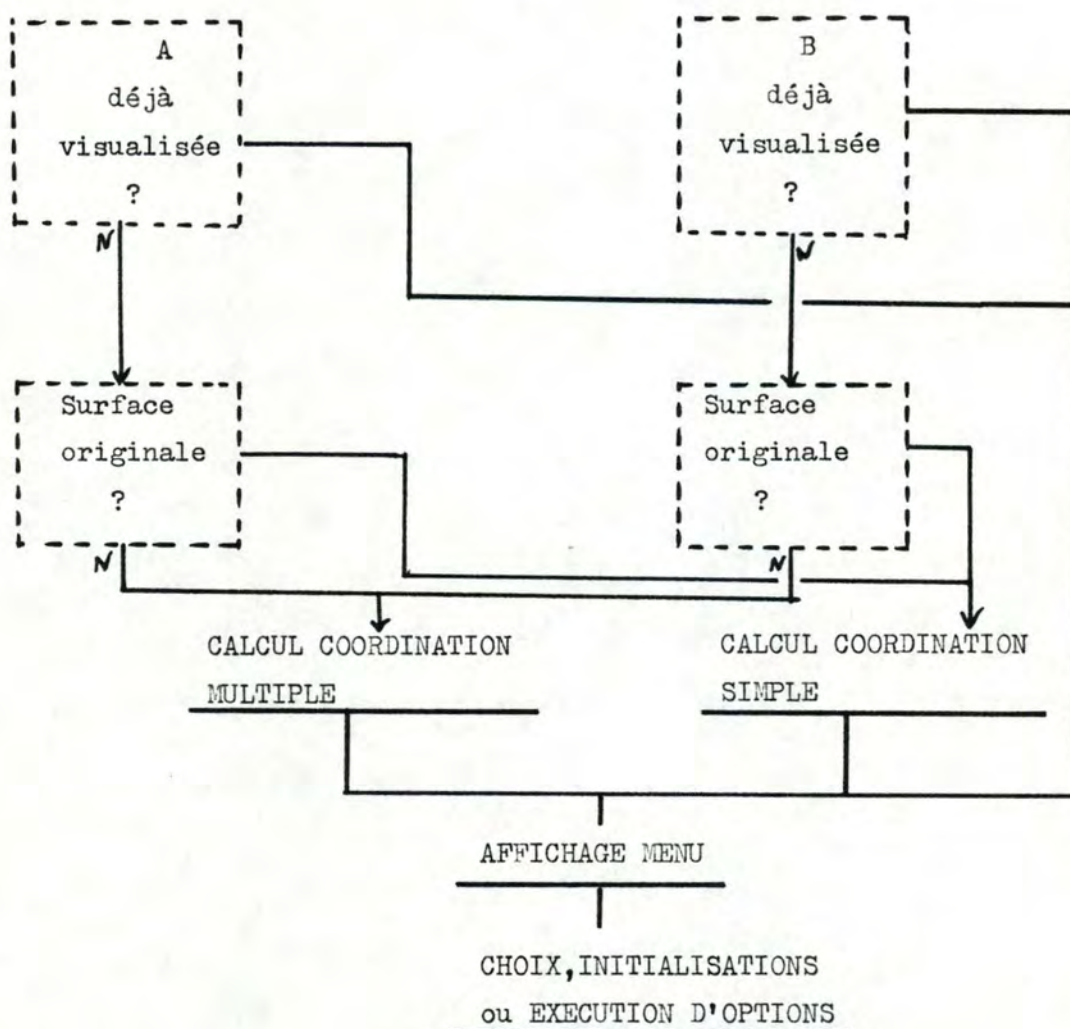 A
déjà
visualisée
?
N
B
déjà
visualisée
?
N
Surface
originale
?
N
Surface
originale
?
N
CALCUL COORDINATION
MULTIPLE
CALCUL COORDINATION
SIMPLE
AFFICHAGE MENU
CHOIX,INITIALISATIONS
ou EXECUTION D'OPTIONS